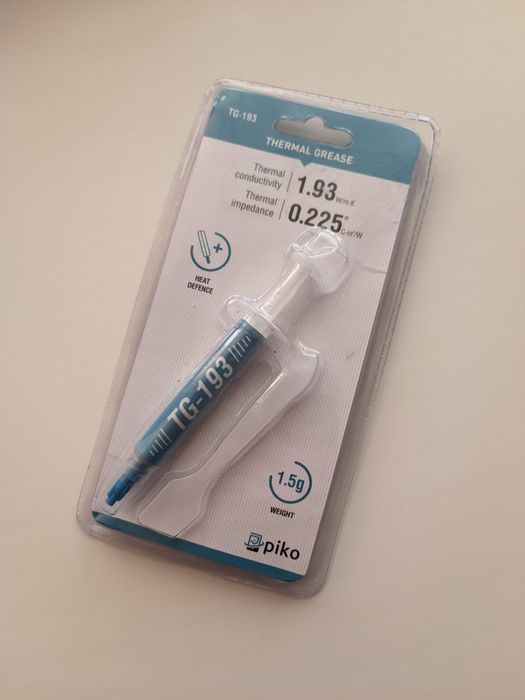 TG-193
THERMAL GREASE
Thermal
conductivity
1.93 W/m·K
Thermal
impedance
0.225 °C-in²/W
HEAT
DEFENCE
TG-193
1.5g
WEIGHT
piko